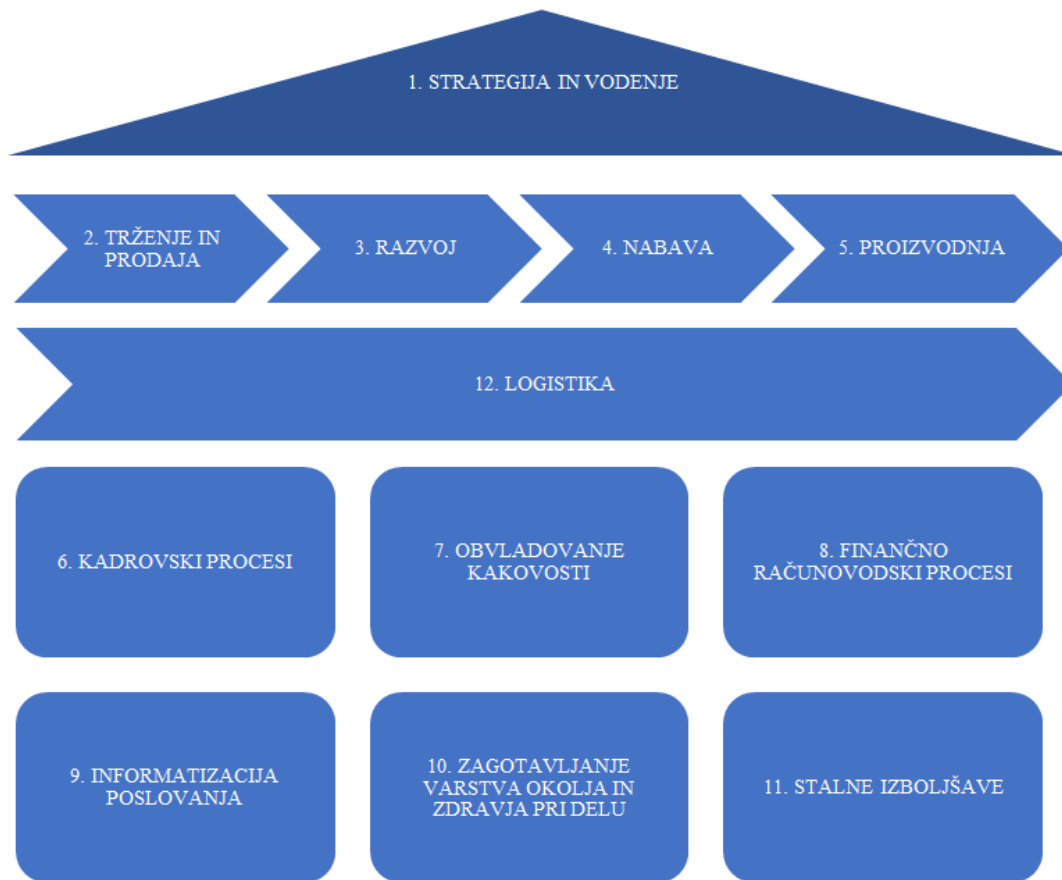 1. STRATEGIJA IN VODENJE
2. TRŽENJE IN
PRODAJA
3. RAZVOJ
4. NABAVA
5. PROIZVODNJA
12. LOGISTIKA
6. KADROVSKI PROCESI
7. OBVLADOVANJE
KAKOVOSTI
8. FINANČNO
RAČUNOVODSKI PROCESI
9. INFORMATIZACIJA
POSLOVANJA
10. ZAGOTAVLJANJE
VARSTVA OKOLJA IN
ZDRAVJA PRI DELU
11. STALNE IZBOLJŠAVE